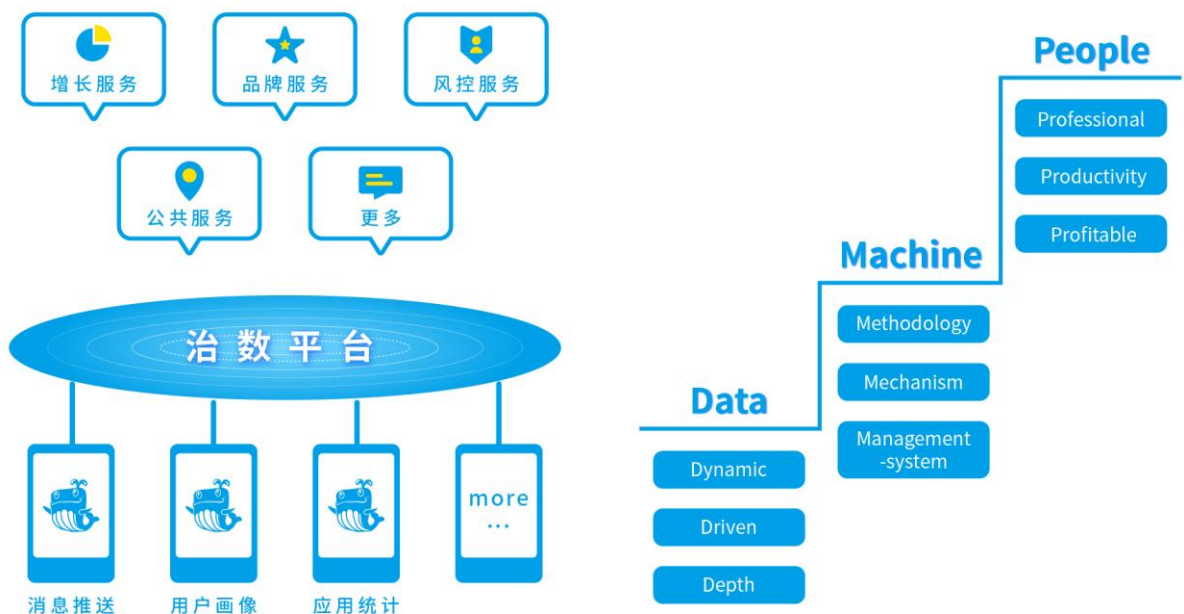 增长服务
品牌服务
风控服务
公共服务
更多
治数平台
more
...
消息推送
用户画像
应用统计
People
Professional
Productivity
Profitable
Machine
Methodology
Mechanism
Management
-system
Data
Dynamic
Driven
Depth